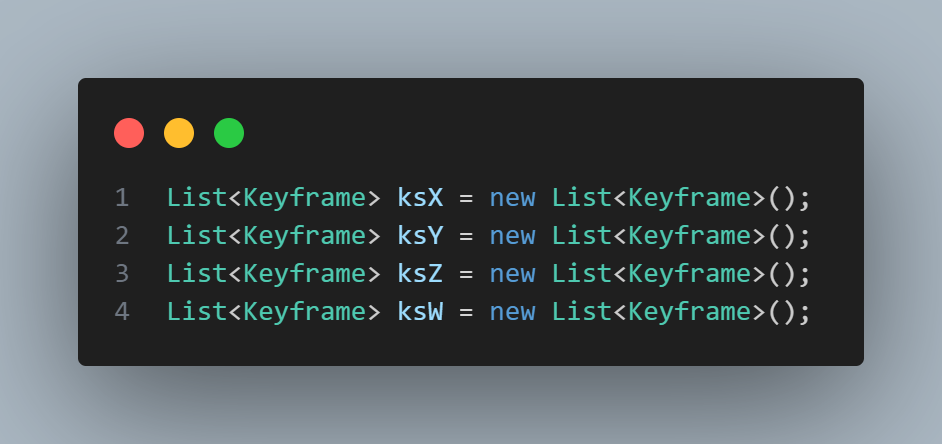 1 List<Keyframe> ksX = new List<Keyframe>();
2 List<Keyframe> ksY = new List<Keyframe>();
3 List<Keyframe> ksZ = new List<Keyframe>();
4 List<Keyframe> ksW = new List<Keyframe>();